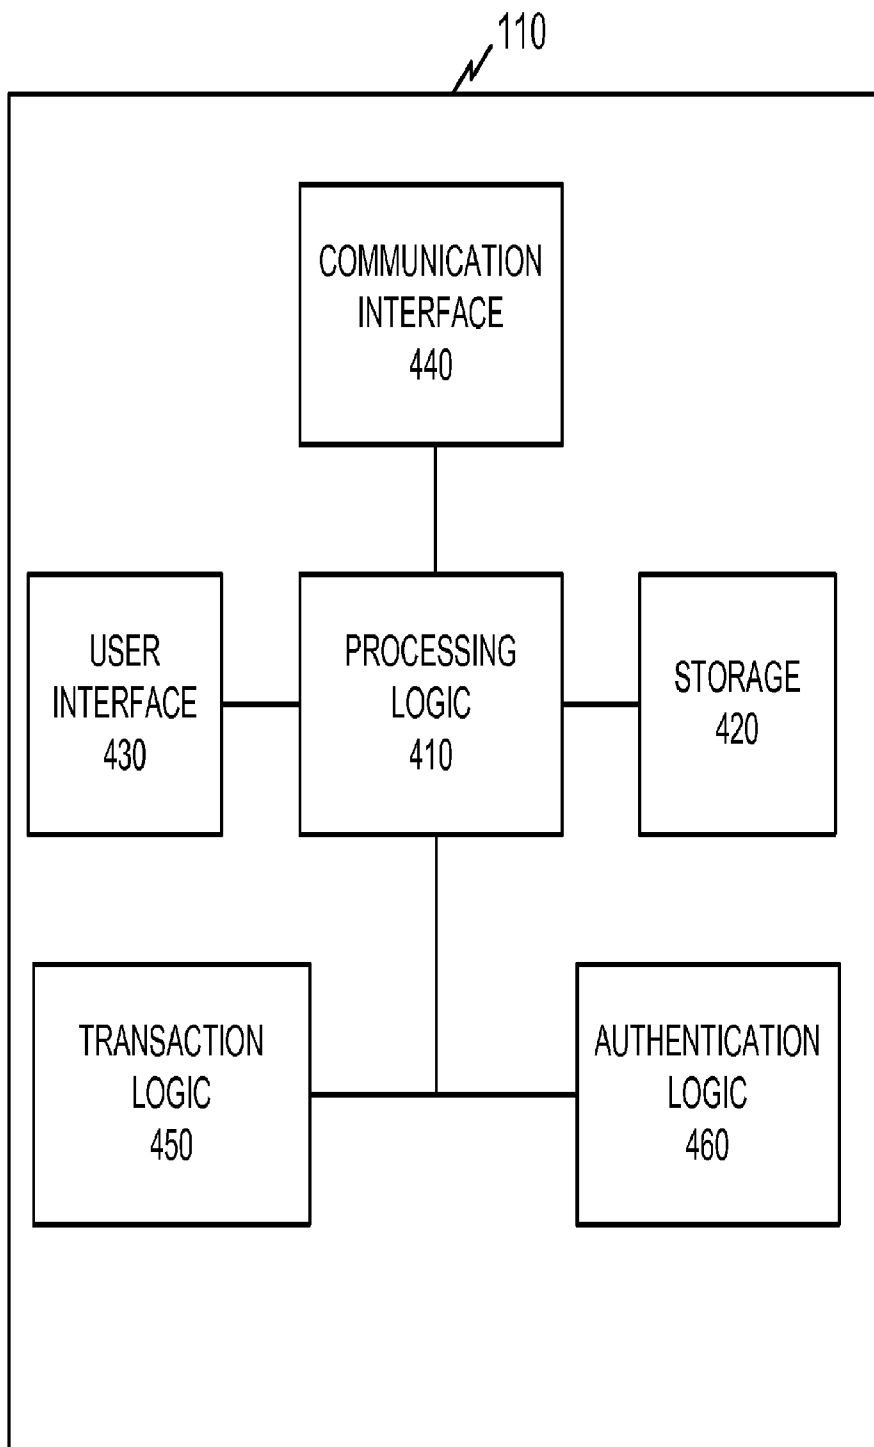 110
COMMUNICATION
INTERFACE
440
USER
INTERFACE
430
PROCESSING
LOGIC
410
STORAGE
420
TRANSACTION
LOGIC
450
AUTHENTICATION
LOGIC
460